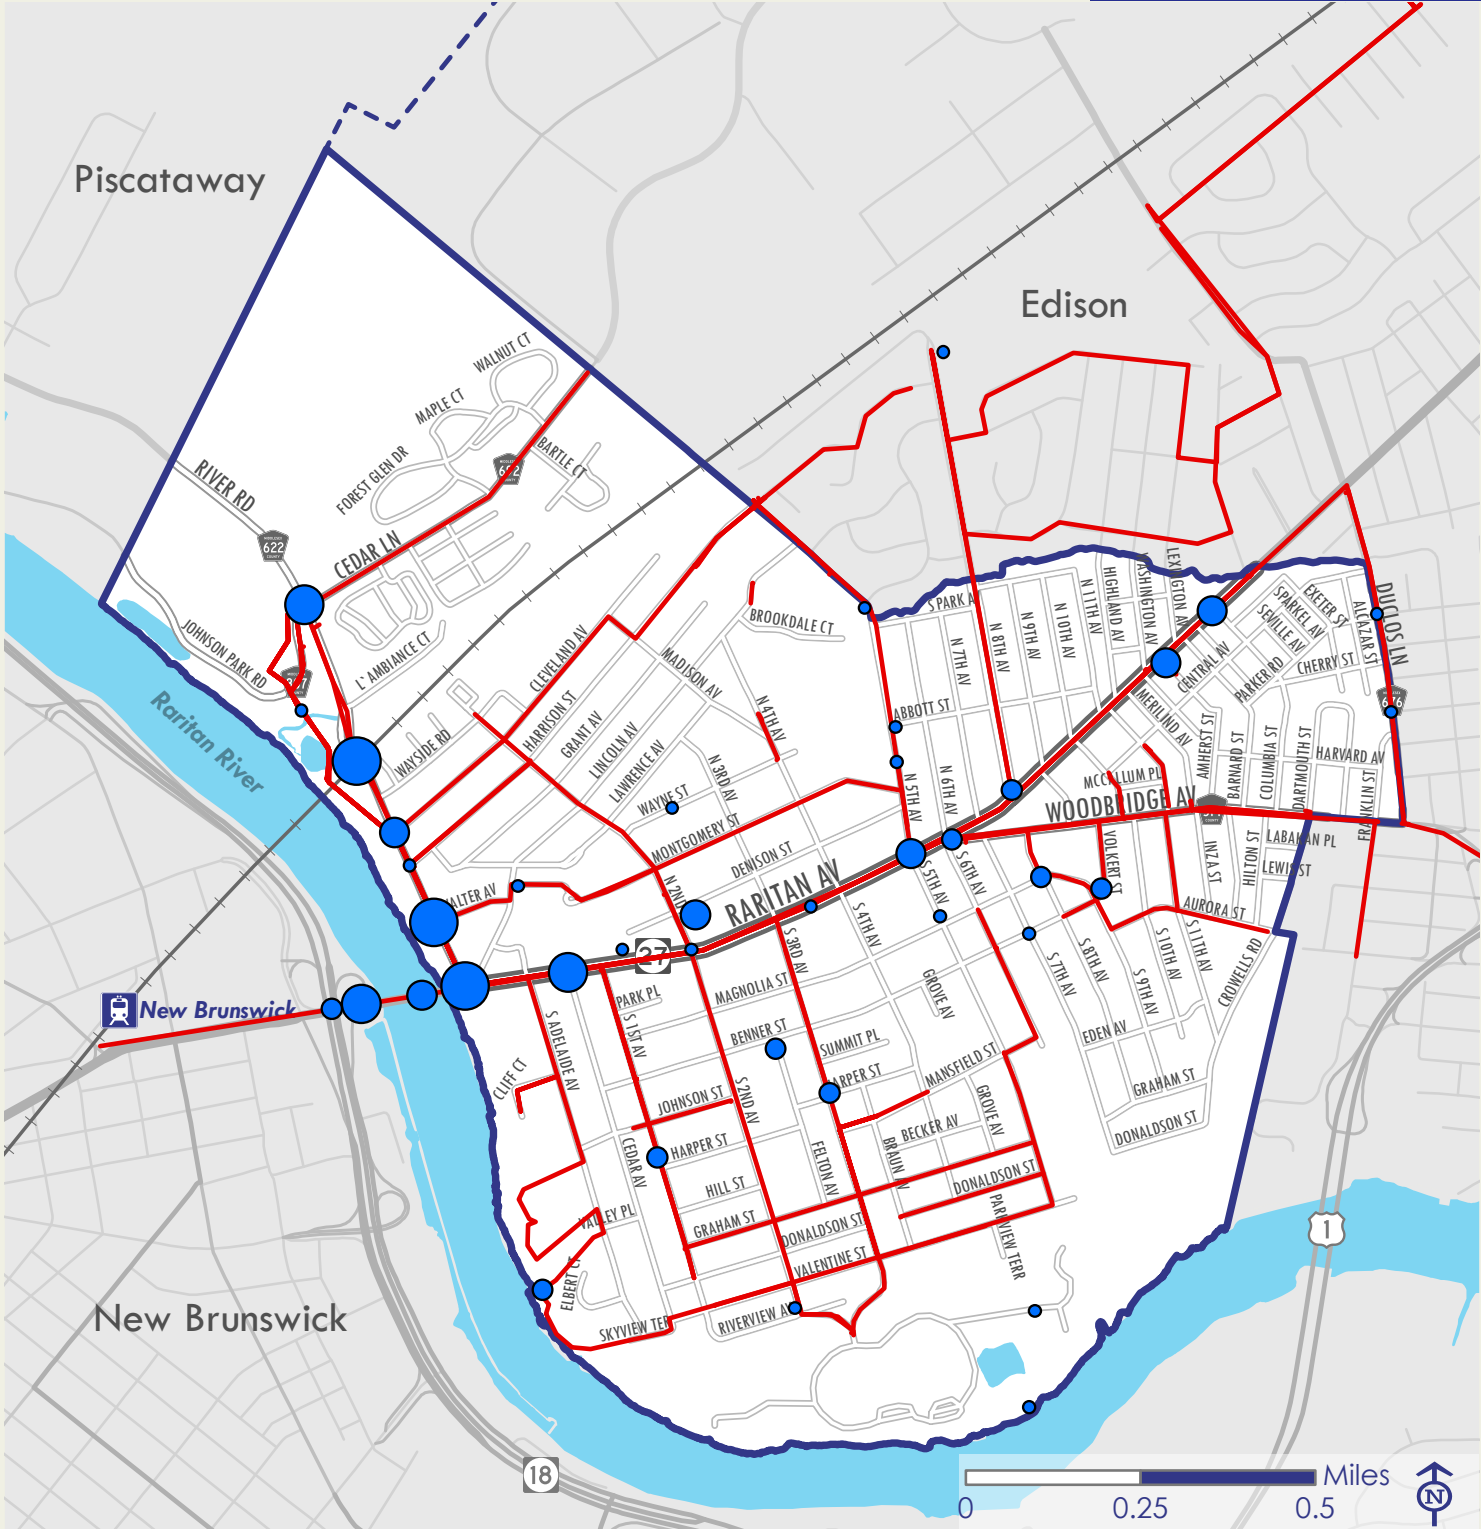 Piscataway
Edison
WALNUT CT
MAPLE CT
BARTLE CT
FOREST GLEN DR
RIVER RD
622
CEDAR LN
JOHNSON PARK RD
L'AMBIANCE CT
Raritan River
WAYSIDE RD
CLEVELAND AV
HARRISON ST
GRANT AV
LINCOLN AV
LAWRENCE AV
MADISON AV
BROOKDALE CT
N 4TH AV
N 3RD AV
WAYNE ST
MONTGOMERY ST
DENISON ST
ABBOTT ST
N 5TH AV
N 6TH AV
N 7TH AV
N 8TH AV
N 9TH AV
N 10TH AV
N 11TH AV
HIGHLAND AV
LEXINGTON AV
EXETER ST
SPARKEL AV
SEVILLE AV
ALCAZAR ST
DUCLOS LN
CENTRAL AV
PARKER RD
CHERRY ST
MERILIND AV
AMHERST ST
BARNARD ST
COLUMBIA ST
DARTMOUTH ST
HARVARD AV
FRANKLIN ST
WOODBRIDGE AV
LEWIS ST
HILTON ST
INZA ST
VOLKERT ST
AURORA ST
CROWELLS RD
RARITAN AV
27
S 3RD AV
S 4TH AV
S 5TH AV
S 6TH AV
S 7TH AV
S 8TH AV
S 9TH AV
S 10TH AV
S 11TH AV
New Brunswick
PARK PL
MAGNOLIA ST
S 1ST AV
S ADELAIDE AV
BENNER ST
SUMMIT PL
GROVE AV
MANSFIELD ST
EDEN AV
GRAHAM ST
DONALDSON ST
CLIFF CT
JOHNSON ST
S 2ND AV
HARPER ST
CEDAR AV
FELTON AV
BRAUN AV
BECKER AV
GROVE AV
HILL ST
GRAHAM ST
DONALDSON ST
DONALDSON ST
VALENTINE ST
ELBERT CT
1
New Brunswick
18
Miles
0
0.25
0.5
N